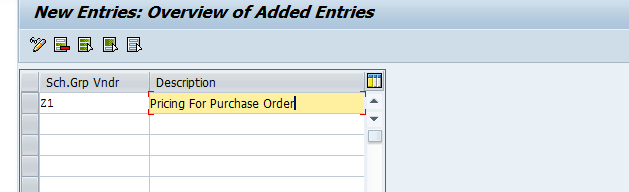 New Entries: Overview of Added Entries
Sch.Grp Vndr Description
Z1 Pricing For Purchase Order